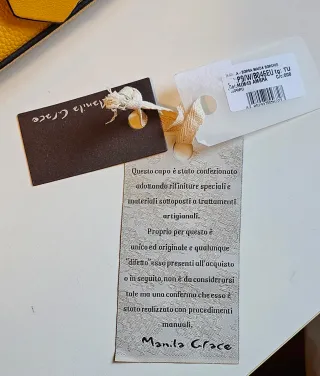 Manila Grace
TU
Questo capo è stato confezionato
adottando rifiniture speciali e
materiali sottoposti a trattamenti
artigianali.
Proprio per questo è
unico ed originale e qualunque
"difetto" esso presenti all'acquisto
o in seguito, non è da considerarsi
tale ma una conferma che esso è
stato realizzato con procedimenti
manuali.
Manila Grace